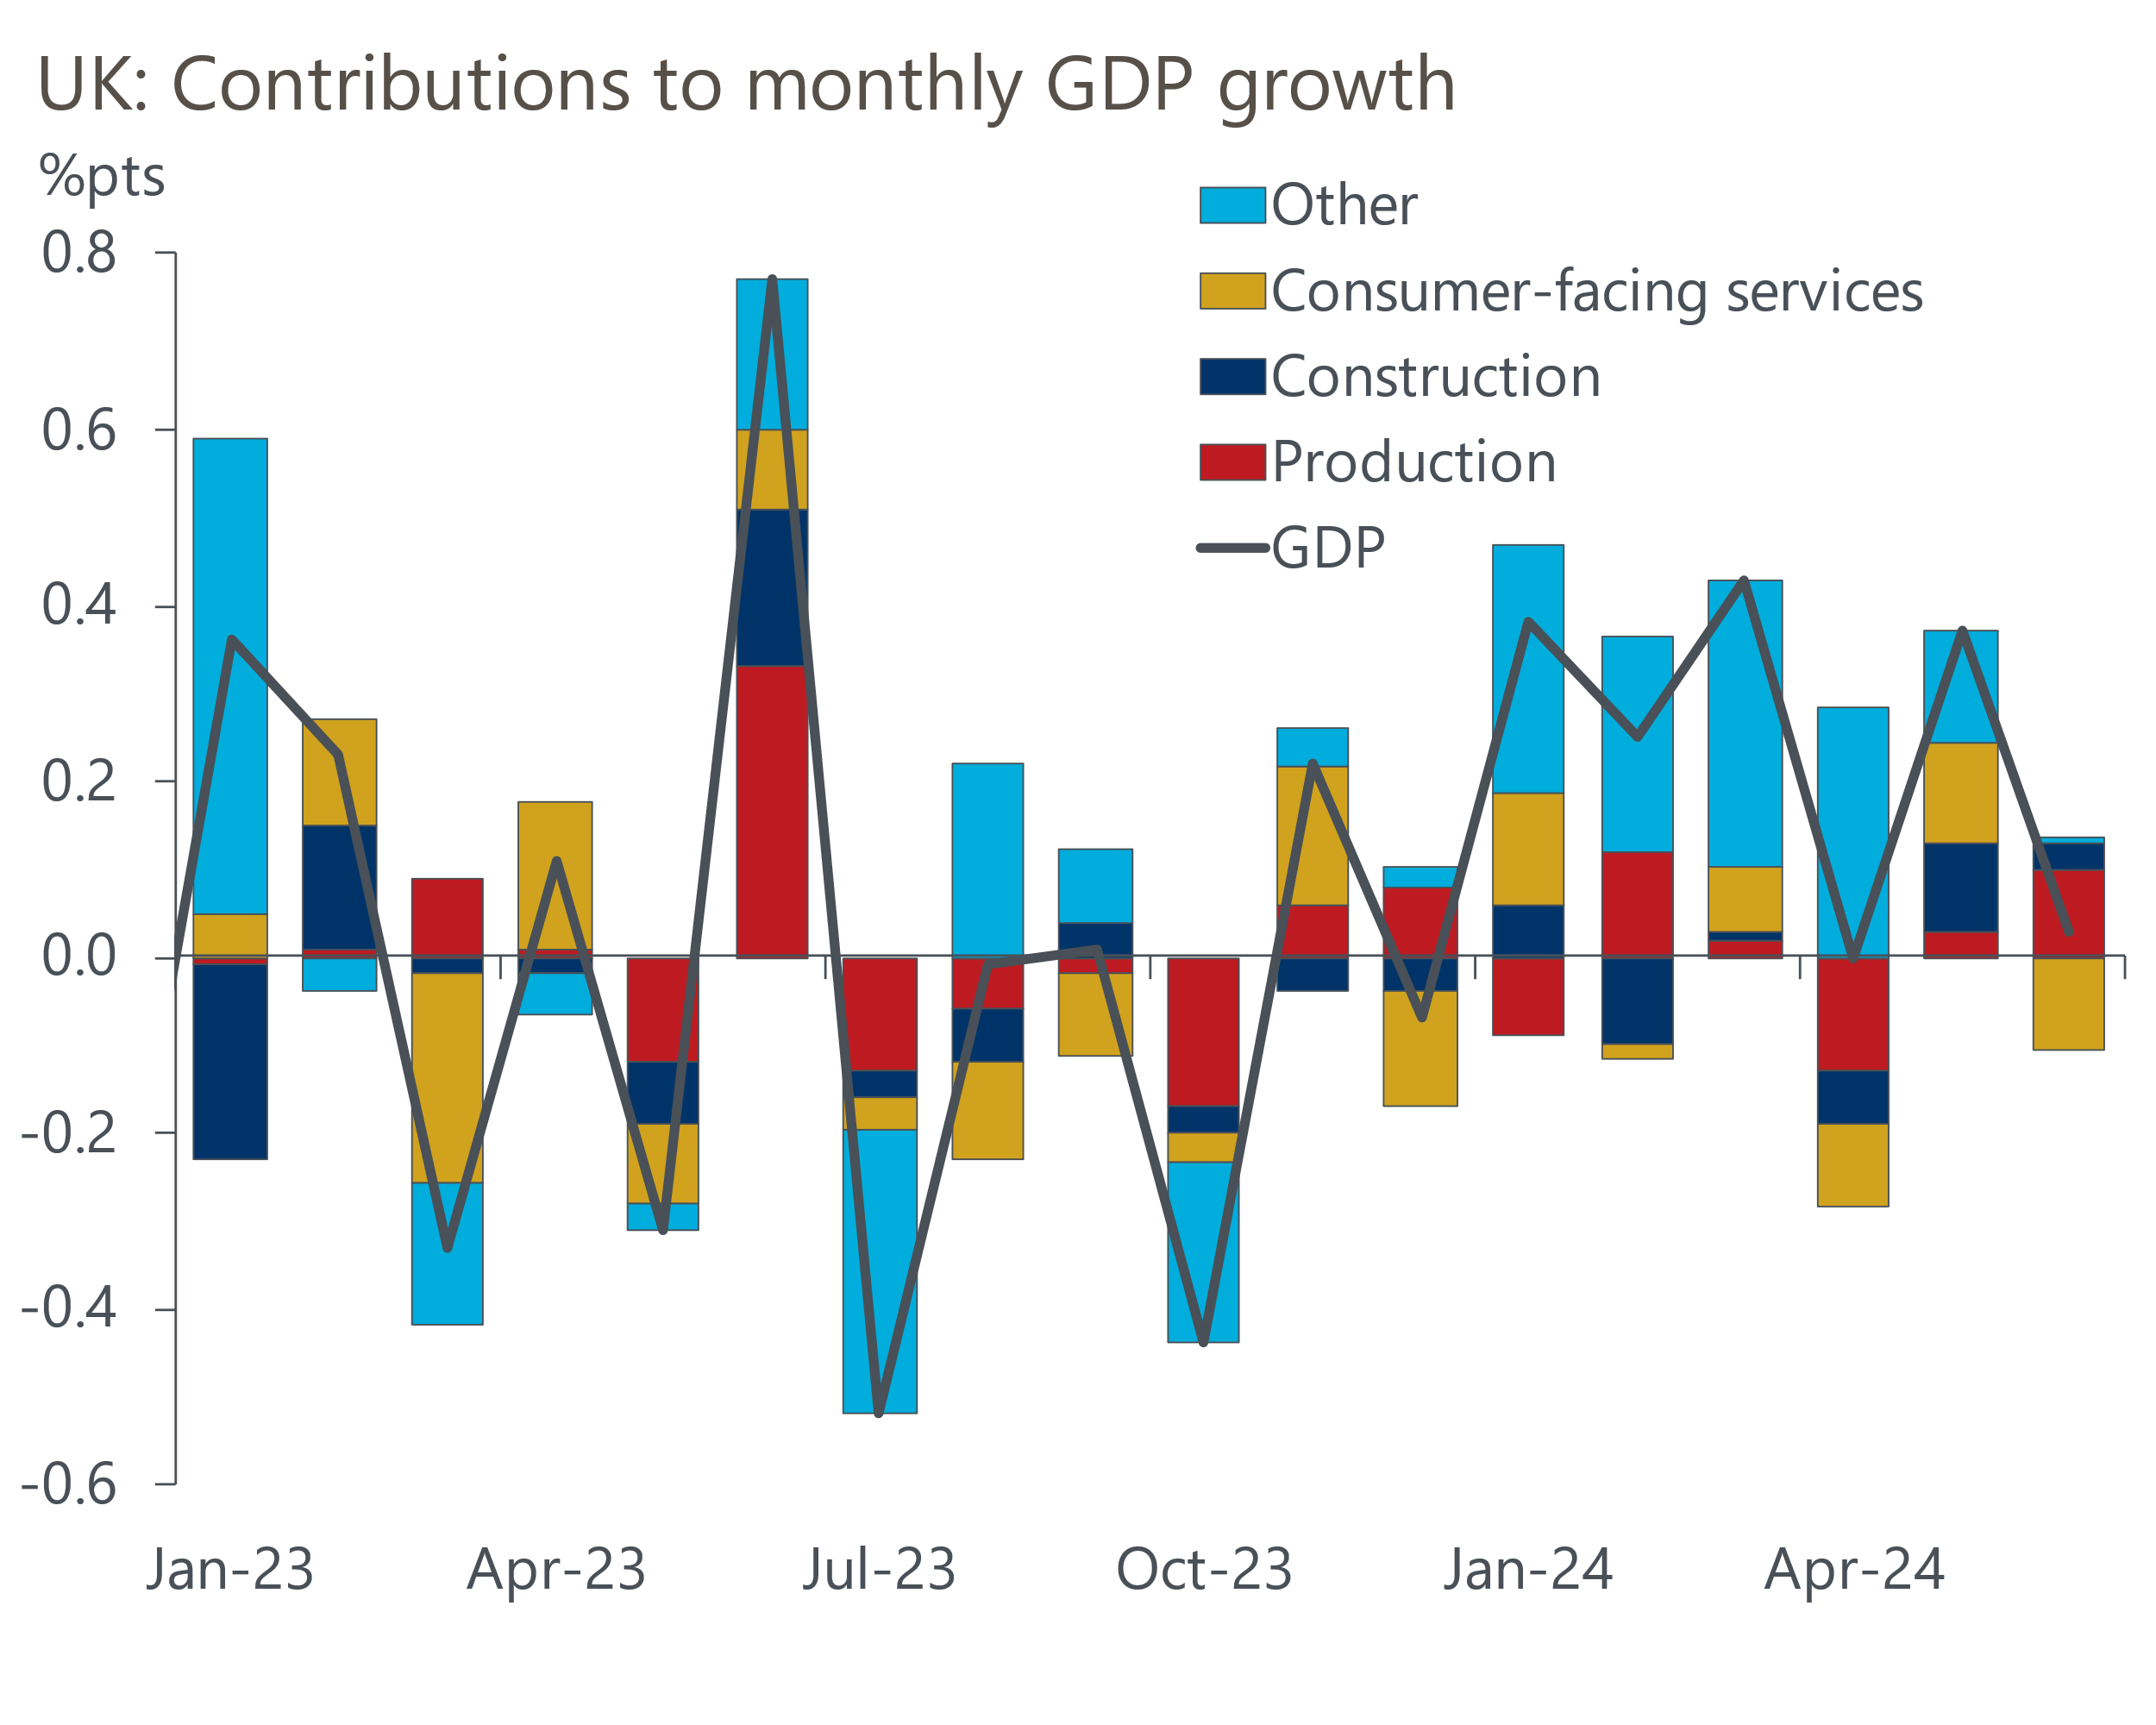 UK: Contributions to monthly GDP growth
%pts
Other
Consumer-facing services
Construction
Production
GDP
0.8
0.6
0.4
0.2
0.0
-0.2
-0.4
-0.6
Jan-23 Apr-23 Jul-23 Oct-23 Jan-24 Apr-24